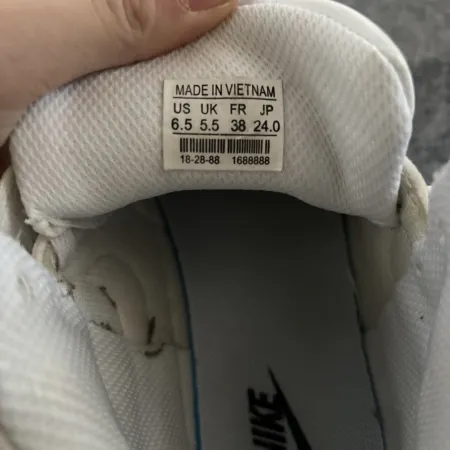 MADE IN VIETNAM
US UK FR JP
6.5 5.5 38 24.0
18-28-88 1688888
NIKE